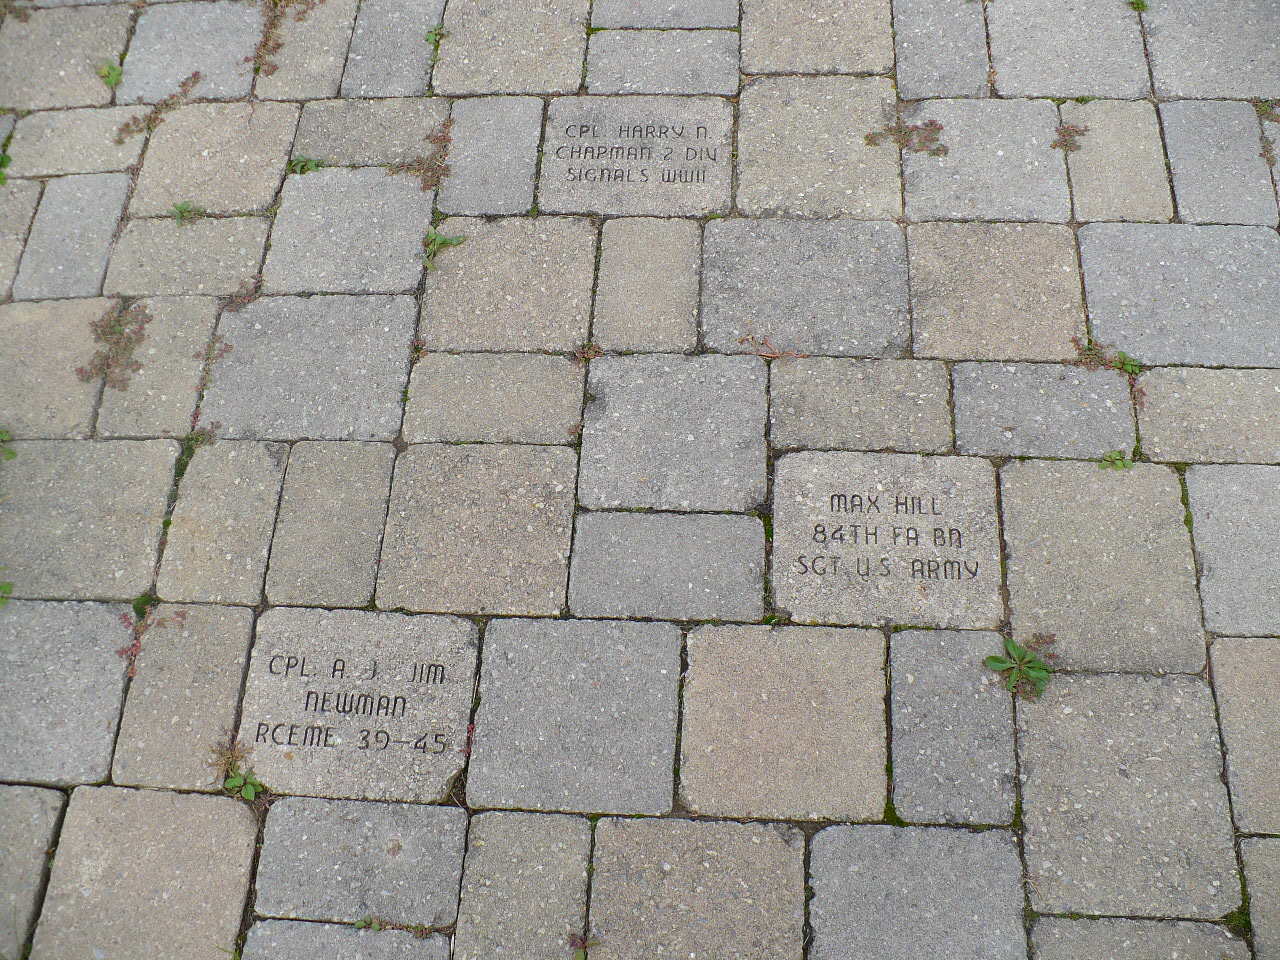 CPL. HARRY N.
CHAPMAN 2 DIV
SIGNALS WWII
MAX HILL
84TH FA BN
SGT U.S ARMY
CPL. A. J. JIM
NEWMAN
RCEME 39-45